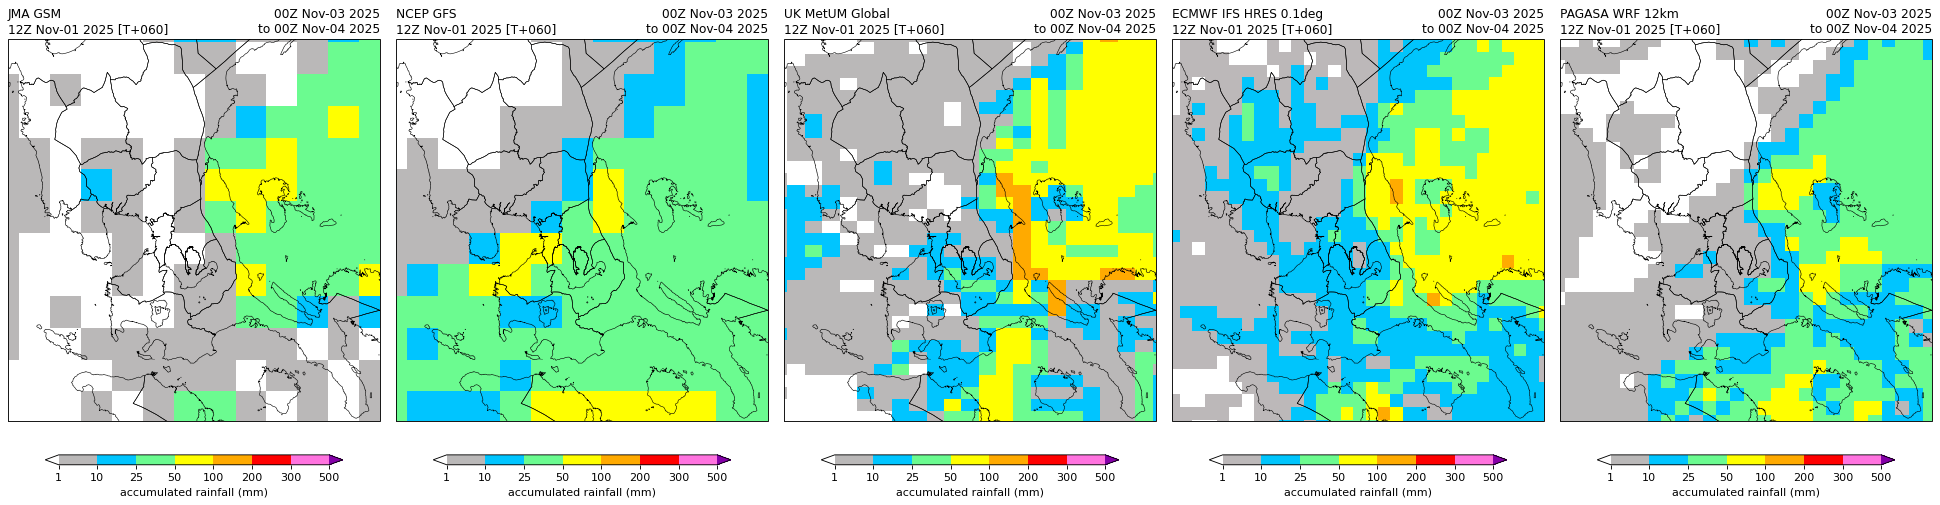 JMA GSM 00Z Nov-03 2025
12Z Nov-01 2025 [T+060] to 00Z Nov-04 2025
1 10 25 50 100 200 300 500
accumulated rainfall (mm)
NCEP GFS 00Z Nov-03 2025
12Z Nov-01 2025 [T+060] to 00Z Nov-04 2025
1 10 25 50 100 200 300 500
accumulated rainfall (mm)
UK MetUM Global 00Z Nov-03 2025
12Z Nov-01 2025 [T+060] to 00Z Nov-04 2025
1 10 25 50 100 200 300 500
accumulated rainfall (mm)
ECMWF IFS HRES 0.1deg 00Z Nov-03 2025
12Z Nov-01 2025 [T+060] to 00Z Nov-04 2025
1 10 25 50 100 200 300 500
accumulated rainfall (mm)
PAGASA WRF 12km 00Z Nov-03 2025
12Z Nov-01 2025 [T+060] to 00Z Nov-04 2025
1 10 25 50 100 200 300 500
accumulated rainfall (mm)